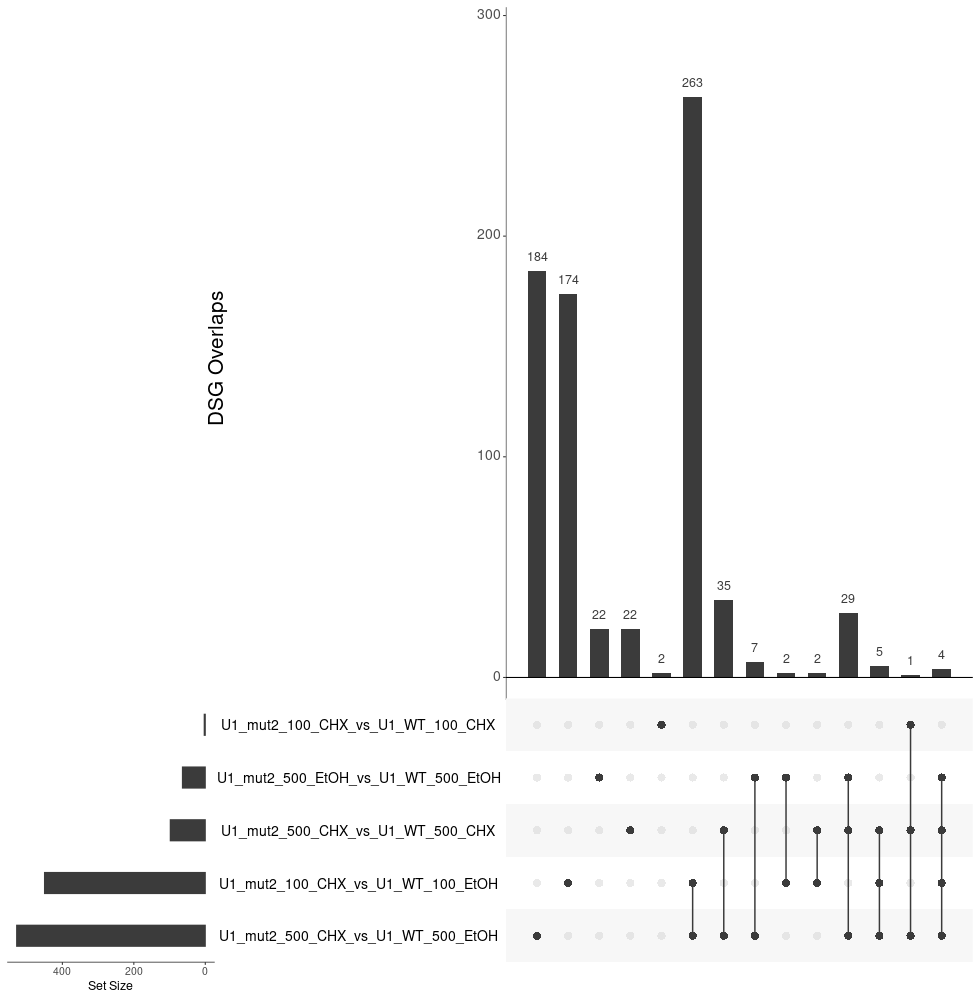 300
263
200
184
174
DSG Overlaps
100
35
29
22 22
7
5
4
2
2 2
1
0
U1_mut2_100_CHX_vs_U1_WT_100_CHX
U1_mut2_500_EtOH_vs_U1_WT_500_EtOH
U1_mut2_500_CHX_vs_U1_WT_500_CHX
U1_mut2_100_CHX_vs_U1_WT_100_EtOH
U1_mut2_500_CHX_vs_U1_WT_500_EtOH
400 200 0
Set Size